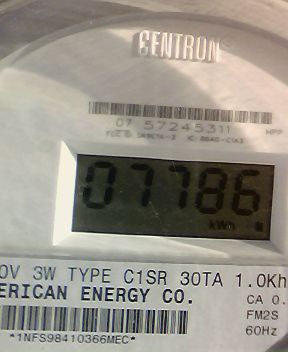 CENTRON
07 57245311 HPP
07786
kWh
0V 3W TYPE C1SR 30TA 1.0Kh
ERICAN ENERGY CO. CA 0.
FM2S
*1NFS98410366MEC* 60Hz